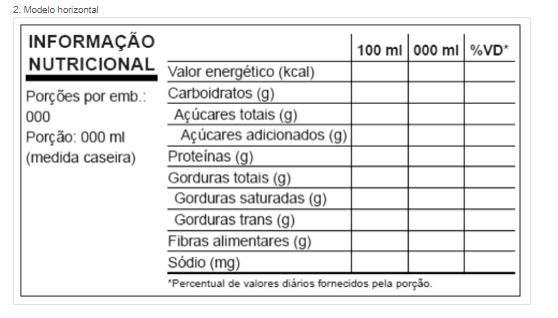 2. Modelo horizontal
INFORMAÇÃO
NUTRICIONAL
Porções por emb.:
000
Porção: 000 ml
(medida caseira)
100 ml 000 ml %VD*
Valor energético (kcal)
Carboidratos (g)
Açúcares totais (g)
Açúcares adicionados (g)
Proteínas (g)
Gorduras totais (g)
Gorduras saturadas (g)
Gorduras trans (g)
Fibras alimentares (g)
Sódio (mg)
*Percentual de valores diários fornecidos pela porção.